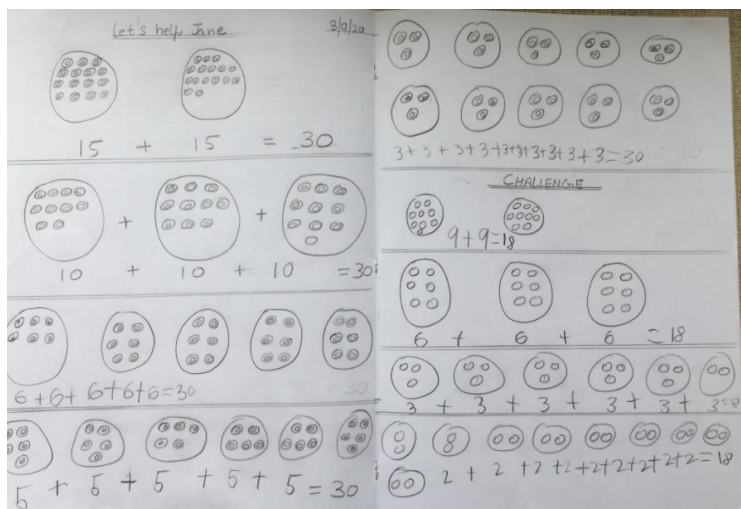 Let's help Jane
3/9/20
15 + 15 = 30
10 + 10 + 10 = 30
6+6+6+6+6=30
5 + 5 + 5 + 5 + 5 + 5 = 30
3+3+3+3+3+3+3+3+3+3=30 = 30
CHALLENGE
9+9=18
6 + 6 + 6 = 18
3 + 3 + 3 + 3 + 3 + 3=18
2 + 2 +2 +2+2+2+2+2+2=18